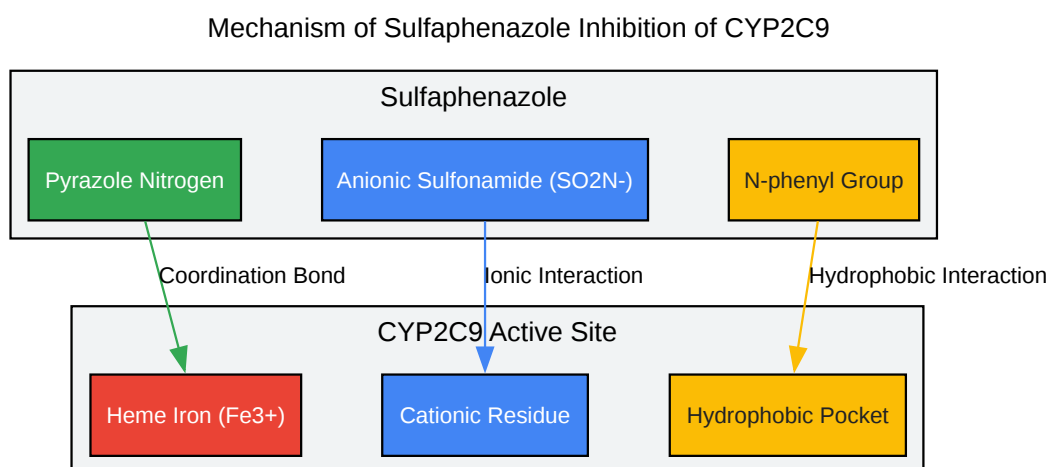 Mechanism of Sulfaphenazole Inhibition of CYP2C9
Sulfaphenazole
Pyrazole Nitrogen
Anionic Sulfonamide (SO2N-)
N-phenyl Group
Coordination Bond
Ionic Interaction
Hydrophobic Interaction
CYP2C9 Active Site
Heme Iron (Fe3+)
Cationic Residue
Hydrophobic Pocket